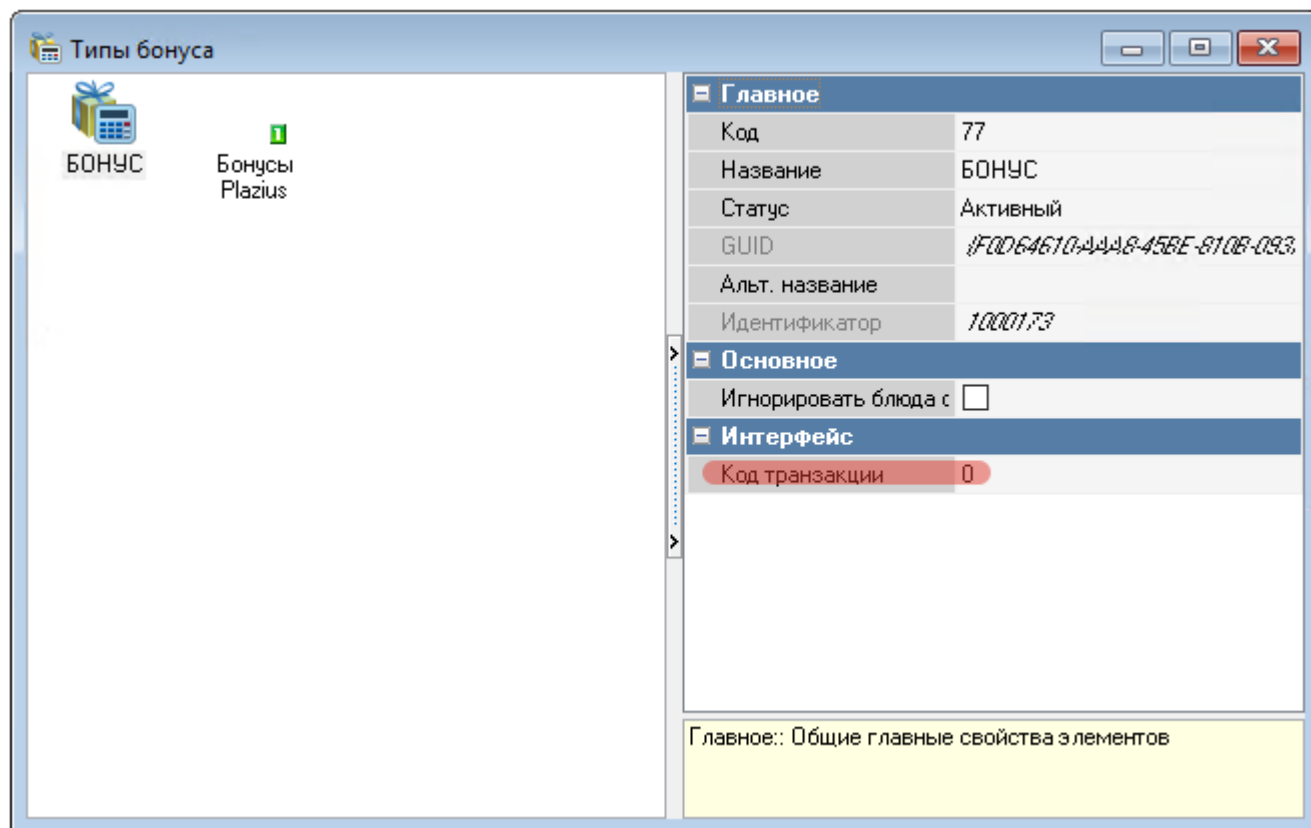 Типы бонуса
БОНУС
1
Бонусы
Plazius
Главное
Код 77
Название БОНУС
Статус Активный
GUID {F0D64610-AAA8-45BE-810B-093
Альт. название
Идентификатор 1000173
Основное
Игнорировать блюда с
Интерфейс
Код транзакции 0
Главное:: Общие главные свойства элементов